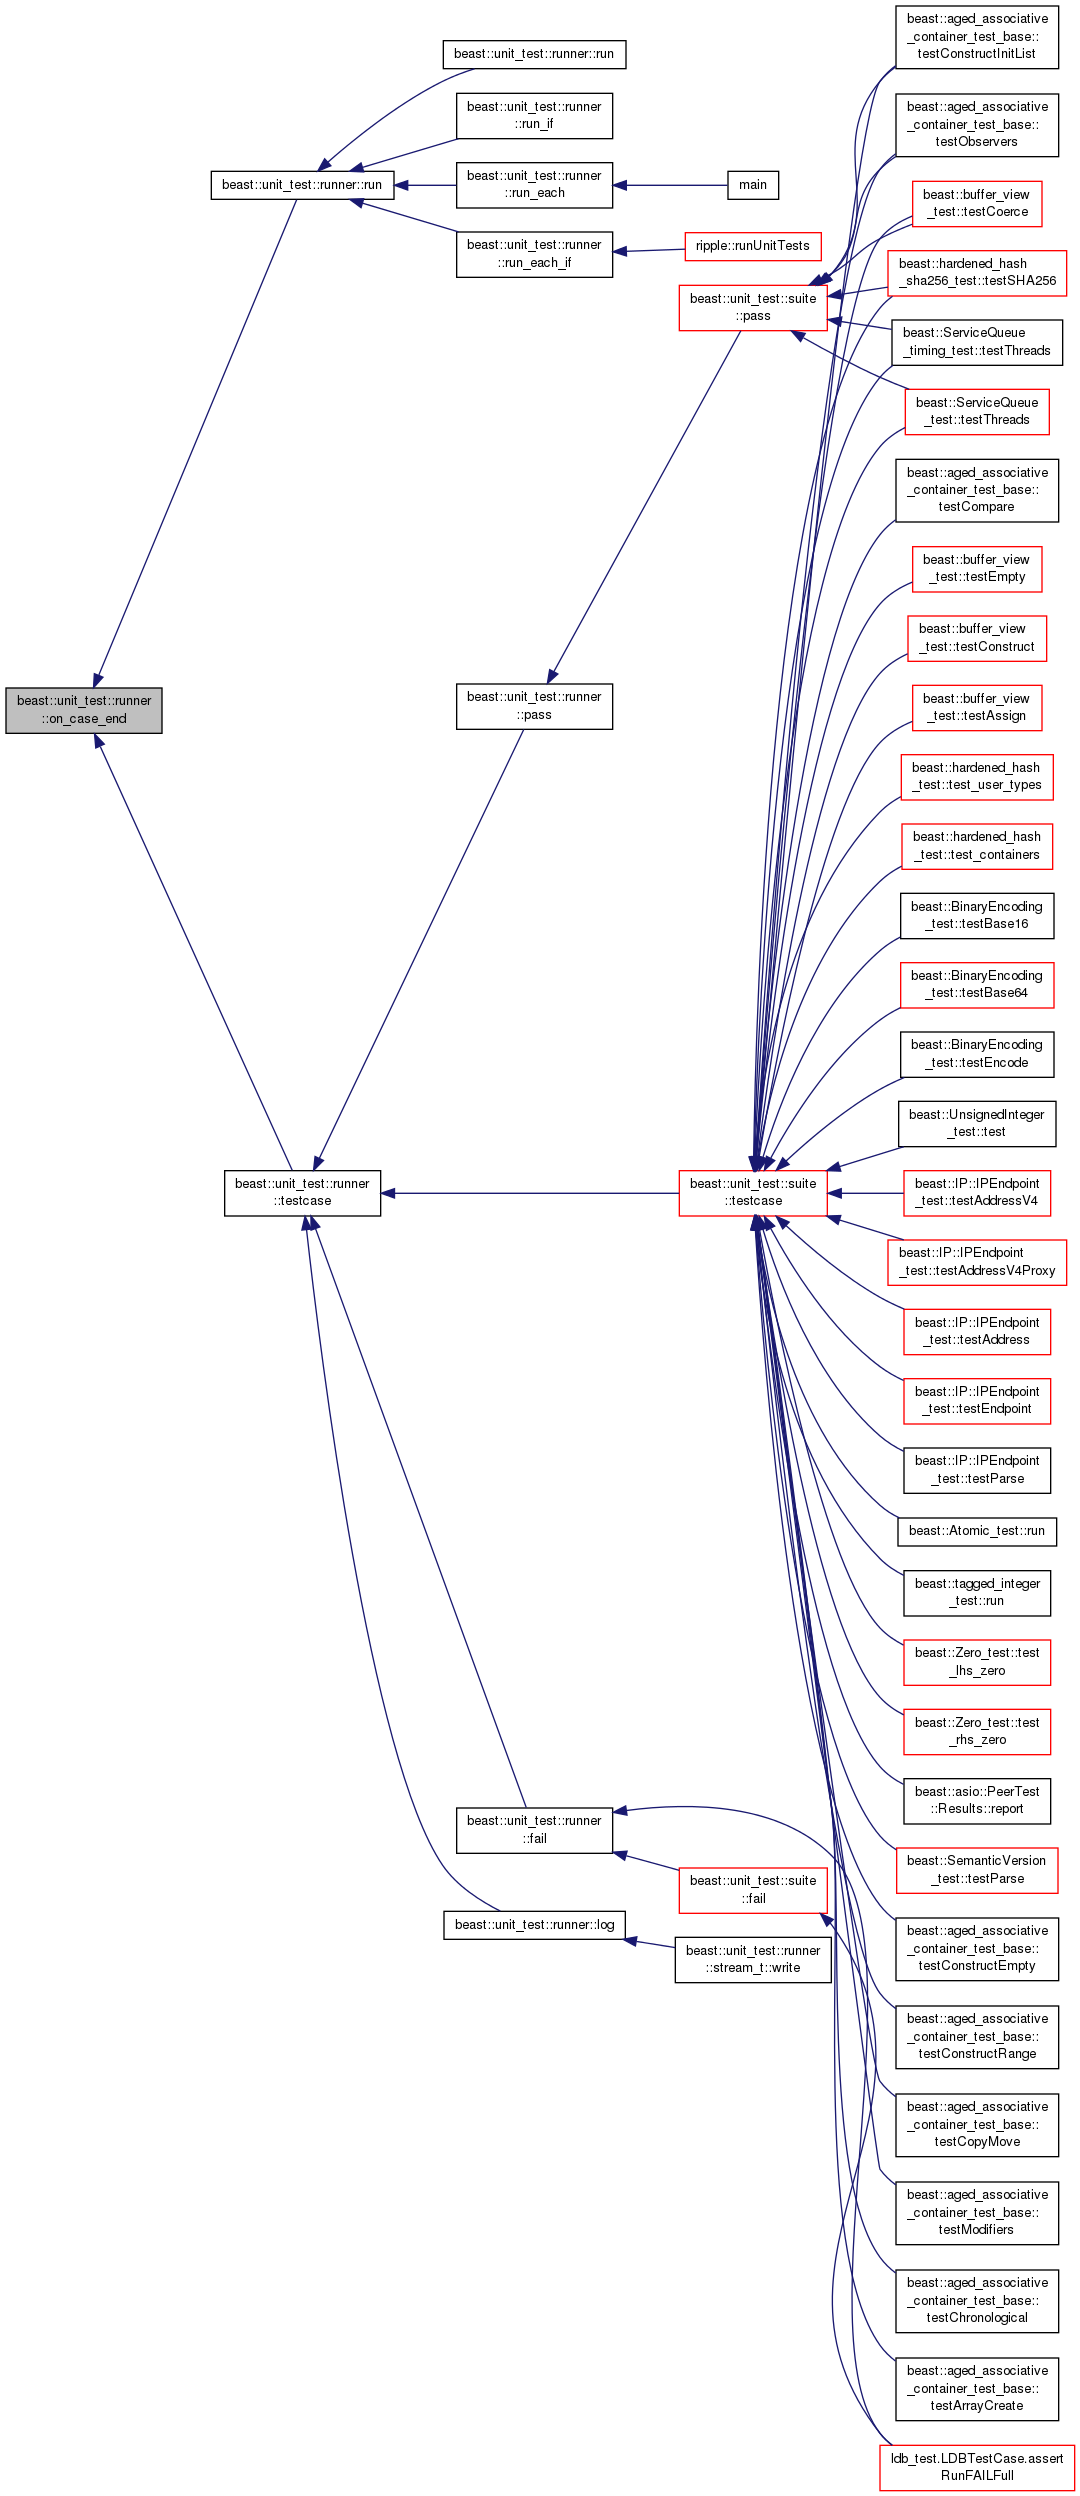 beast::unit_test::runner
::on_case_end
beast::unit_test::runner::run
beast::unit_test::runner
::testcase
beast::unit_test::runner::run
beast::unit_test::runner
::run_if
beast::unit_test::runner
::run_each
beast::unit_test::runner
::run_each_if
beast::unit_test::runner
::pass
beast::unit_test::runner
::fail
beast::unit_test::runner::log
main
ripple::runUnitTests
beast::unit_test::suite
::pass
beast::unit_test::suite
::testcase
beast::unit_test::suite
::fail
beast::unit_test::runner
::stream_t::write
beast::aged_associative
_container_test_base::
testConstructInitList
beast::aged_associative
_container_test_base::
testObservers
beast::buffer_view
_test::testCoerce
beast::hardened_hash
_sha256_test::testSHA256
beast::ServiceQueue
_timing_test::testThreads
beast::ServiceQueue
_test::testThreads
beast::aged_associative
_container_test_base::
testCompare
beast::buffer_view
_test::testEmpty
beast::buffer_view
_test::testConstruct
beast::buffer_view
_test::testAssign
beast::hardened_hash
_test::test_user_types
beast::hardened_hash
_test::test_containers
beast::BinaryEncoding
_test::testBase16
beast::BinaryEncoding
_test::testBase64
beast::BinaryEncoding
_test::testEncode
beast::UnsignedInteger
_test::test
beast::IP::IPEndpoint
_test::testAddressV4
beast::IP::IPEndpoint
_test::testAddressV4Proxy
beast::IP::IPEndpoint
_test::testAddress
beast::IP::IPEndpoint
_test::testEndpoint
beast::IP::IPEndpoint
_test::testParse
beast::Atomic_test::run
beast::tagged_integer
_test::run
beast::Zero_test::test
_lhs_zero
beast::Zero_test::test
_rhs_zero
beast::asio::PeerTest
::Results::report
beast::SemanticVersion
_test::testParse
beast::aged_associative
_container_test_base::
testConstructEmpty
beast::aged_associative
_container_test_base::
testConstructRange
beast::aged_associative
_container_test_base::
testCopyMove
beast::aged_associative
_container_test_base::
testModifiers
beast::aged_associative
_container_test_base::
testChronological
beast::aged_associative
_container_test_base::
testArrayCreate
ldb_test.LDBTestCase.assert
RunFAILFull